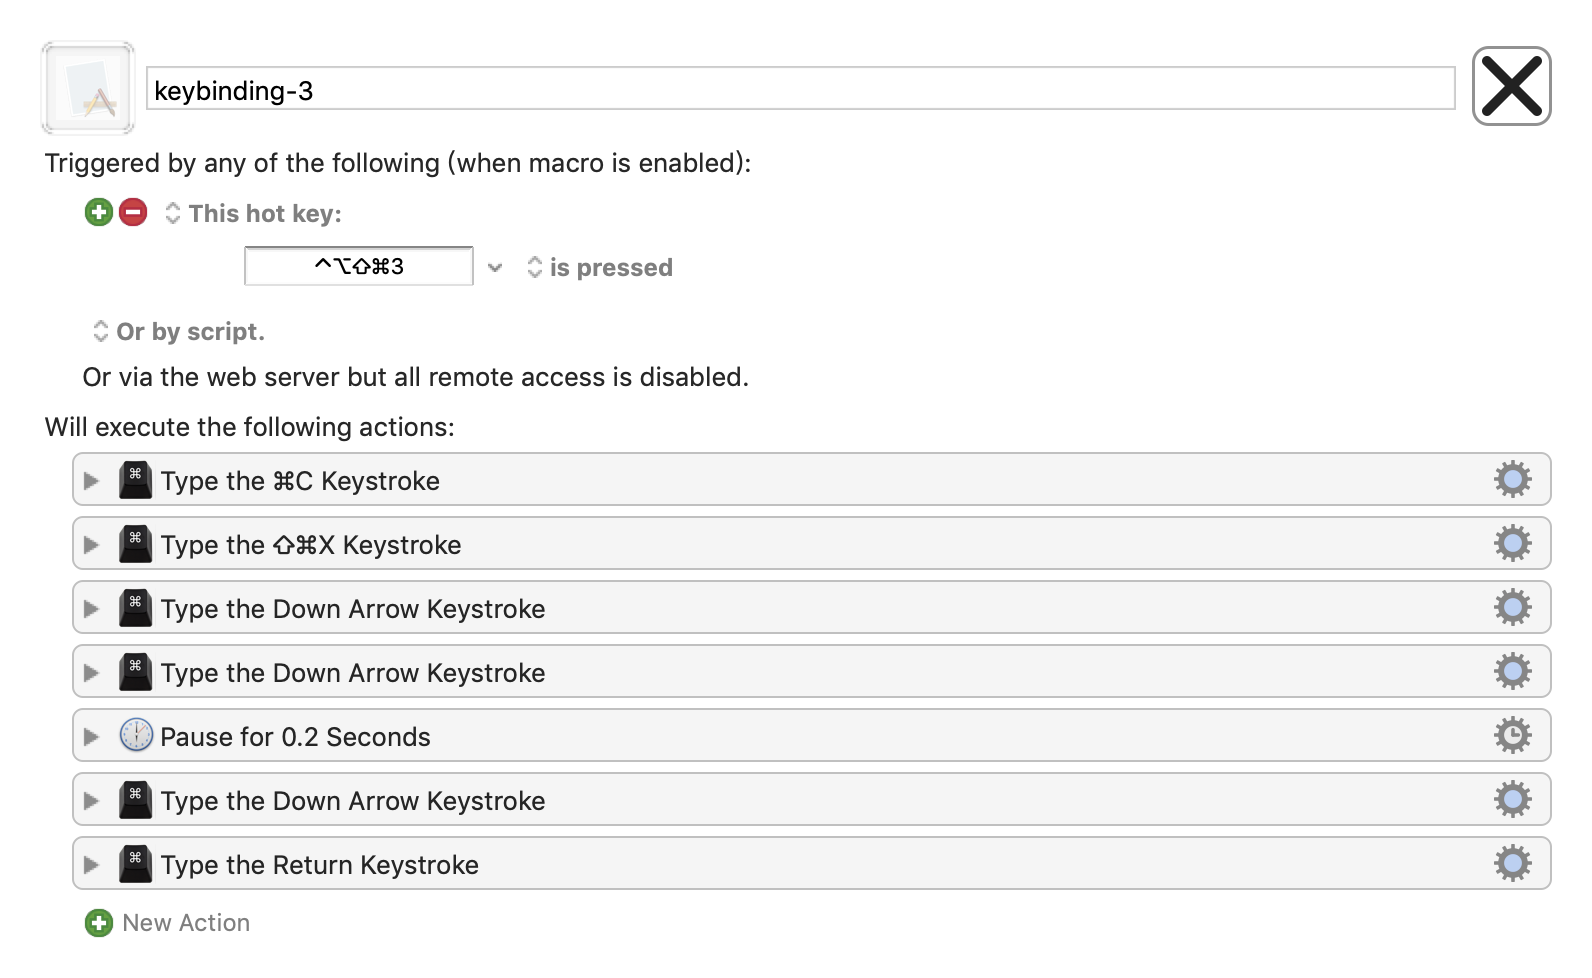 keybinding-3
Triggered by any of the following (when macro is enabled):
This hot key:
^⌥⇧⌘3 is pressed
Or by script.
Or via the web server but all remote access is disabled.
Will execute the following actions:
⌘ Type the ⌘C Keystroke
⌘ Type the ⇧⌘X Keystroke
⌘ Type the Down Arrow Keystroke
⌘ Type the Down Arrow Keystroke
Pause for 0.2 Seconds
⌘ Type the Down Arrow Keystroke
⌘ Type the Return Keystroke
New Action